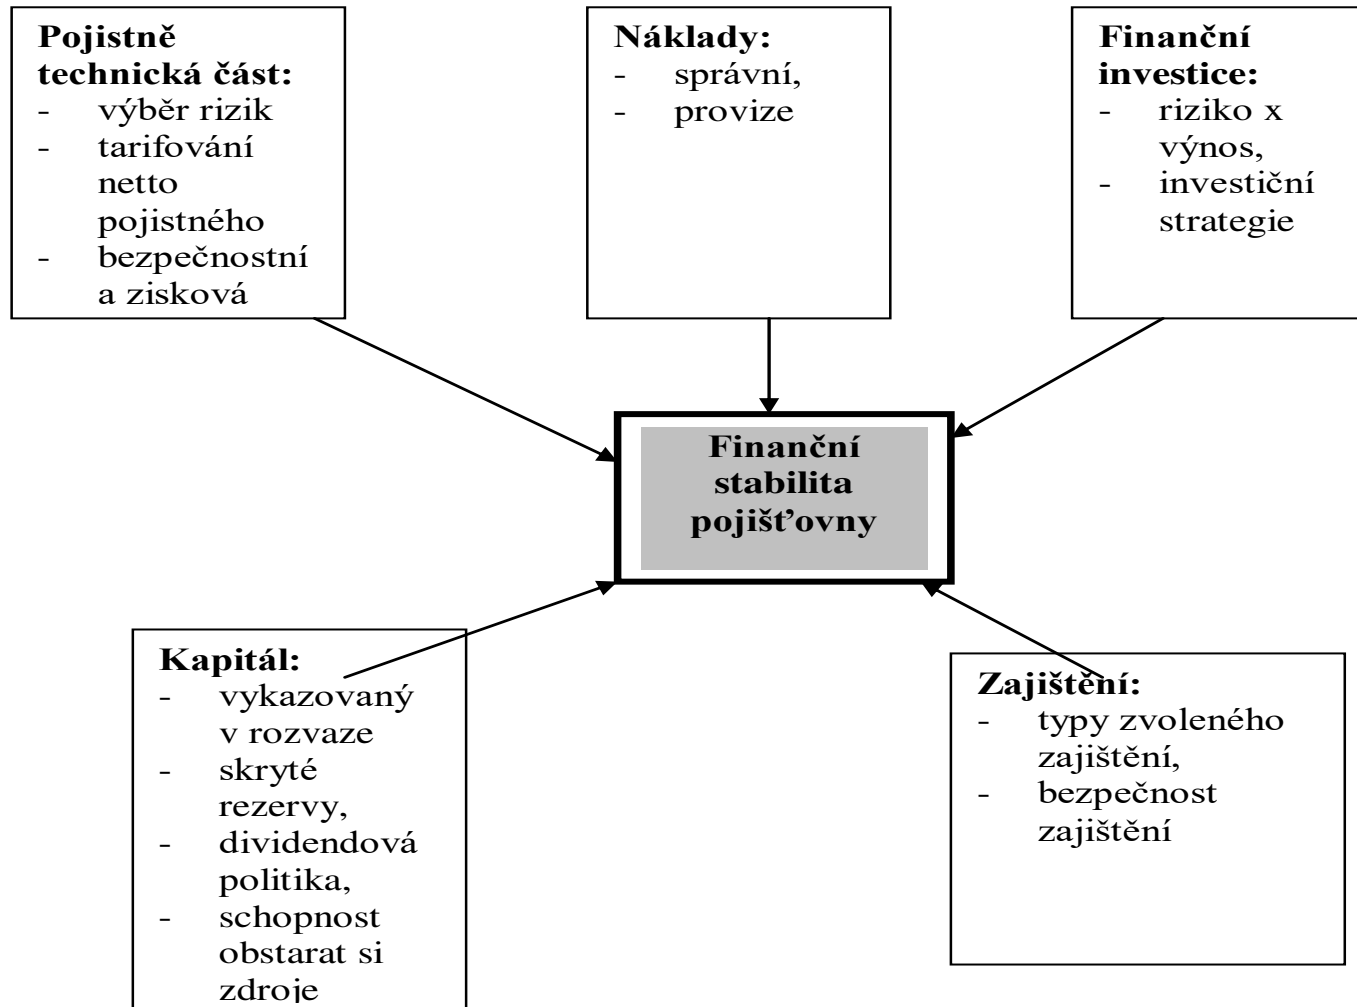 Pojistně
technická část:
- výběr rizik
- tarifování
netto
pojistného
- bezpečnostní
a zisková
Náklady:
- správní,
- provize
Finanční
investice:
- riziko x
výnos,
- investiční
strategie
Finanční
stabilita
pojišťovny
Kapitál:
- vykazovaný
v rozvaze
- skryté
rezervy,
- dividendová
politika,
- schopnost
obstarat si
zdroje
Zajištění:
- typy zvoleného
zajištění,
- bezpečnost
zajištění